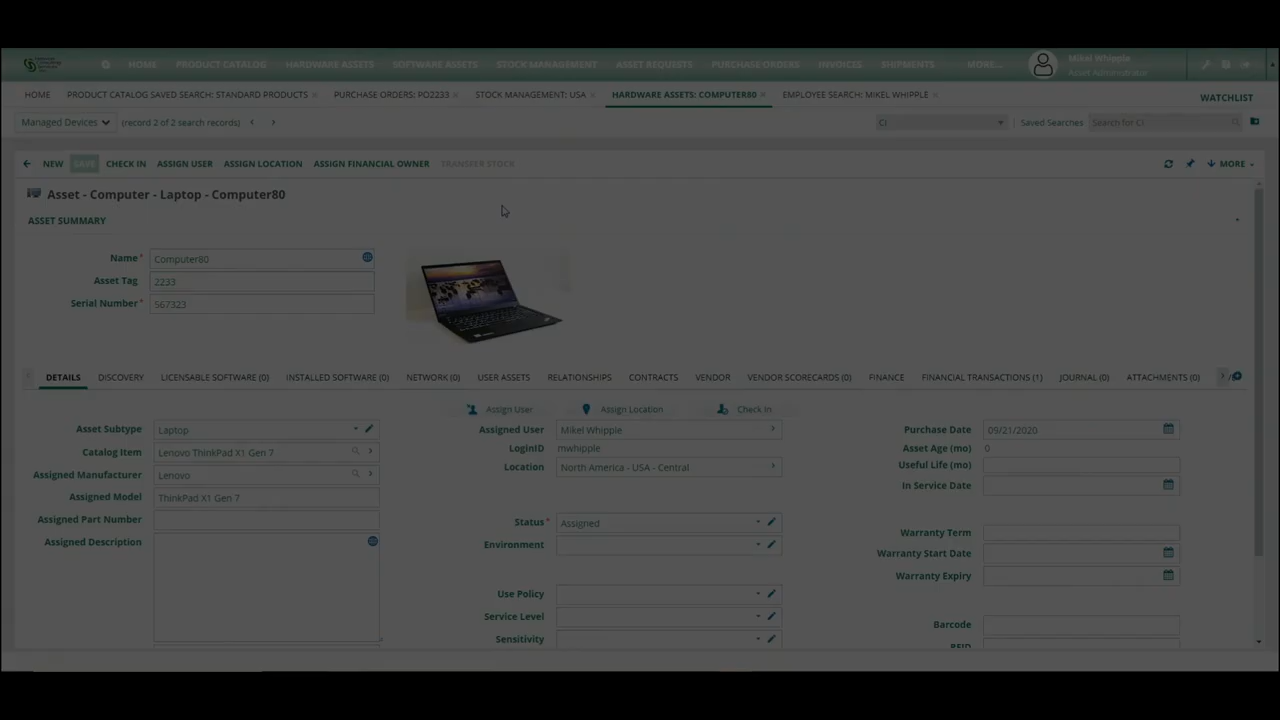 HOME PRODUCT CATALOG HARDWARE ASSETS SOFTWARE ASSETS STOCK MANAGEMENT ASSET REQUESTS PURCHASE ORDERS INVOICES SHIPMENTS MORE... Mikel Whipple
Asset Administrator
HOME PRODUCT CATALOG SAVED SEARCH: STANDARD PRODUCTS × PURCHASE ORDERS: PO2233 × STOCK MANAGEMENT: USA × HARDWARE ASSETS: COMPUTER80 × EMPLOYEE SEARCH: MIKEL WHIPPLE × WATCHLIST
Managed Devices (record 2 of 2 search records) < > CI Saved Searches Search for CI
NEW SAVE CHECK IN ASSIGN USER ASSIGN LOCATION ASSIGN FINANCIAL OWNER TRANSFER STOCK MORE
Asset - Computer - Laptop - Computer80
ASSET SUMMARY
Name* Computer80
Asset Tag 2233
Serial Number* 567323
DETAILS DISCOVERY LICENSABLE SOFTWARE (0) INSTALLED SOFTWARE (0) NETWORK (0) USER ASSETS RELATIONSHIPS CONTRACTS VENDOR VENDOR SCORECARDS (0) FINANCE FINANCIAL TRANSACTIONS (1) JOURNAL (0) ATTACHMENTS (0)
Assign User Assign Location Check In
Asset Subtype Laptop Assigned User Mikel Whipple Purchase Date 09/21/2020
LoginID mwhipple Asset Age (mo) 0
Catalog Item Lenovo ThinkPad X1 Gen 7 Location North America - USA - Central Useful Life (mo)
Assigned Manufacturer Lenovo In Service Date
Assigned Model ThinkPad X1 Gen 7
Assigned Part Number Status* Assigned
Assigned Description Environment Warranty Term
Warranty Start Date
Warranty Expiry
Use Policy
Service Level Barcode
Sensitivity RFID